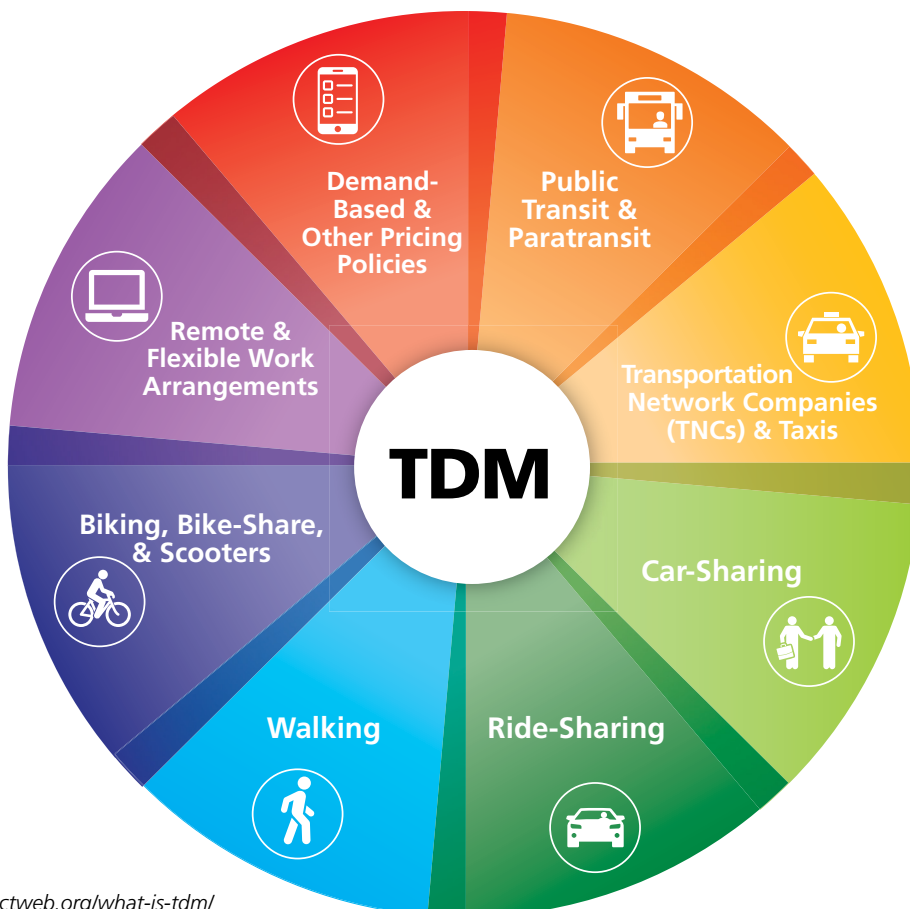 Demand-
Based &
Other Pricing
Policies
Public
Transit &
Paratransit
Transportation
Network Companies
(TNCs) & Taxis
Car-Sharing
Ride-Sharing
Walking
Biking, Bike-Share,
& Scooters
Remote &
Flexible Work
Arrangements
TDM
ctweb.org/what-is-tdm/